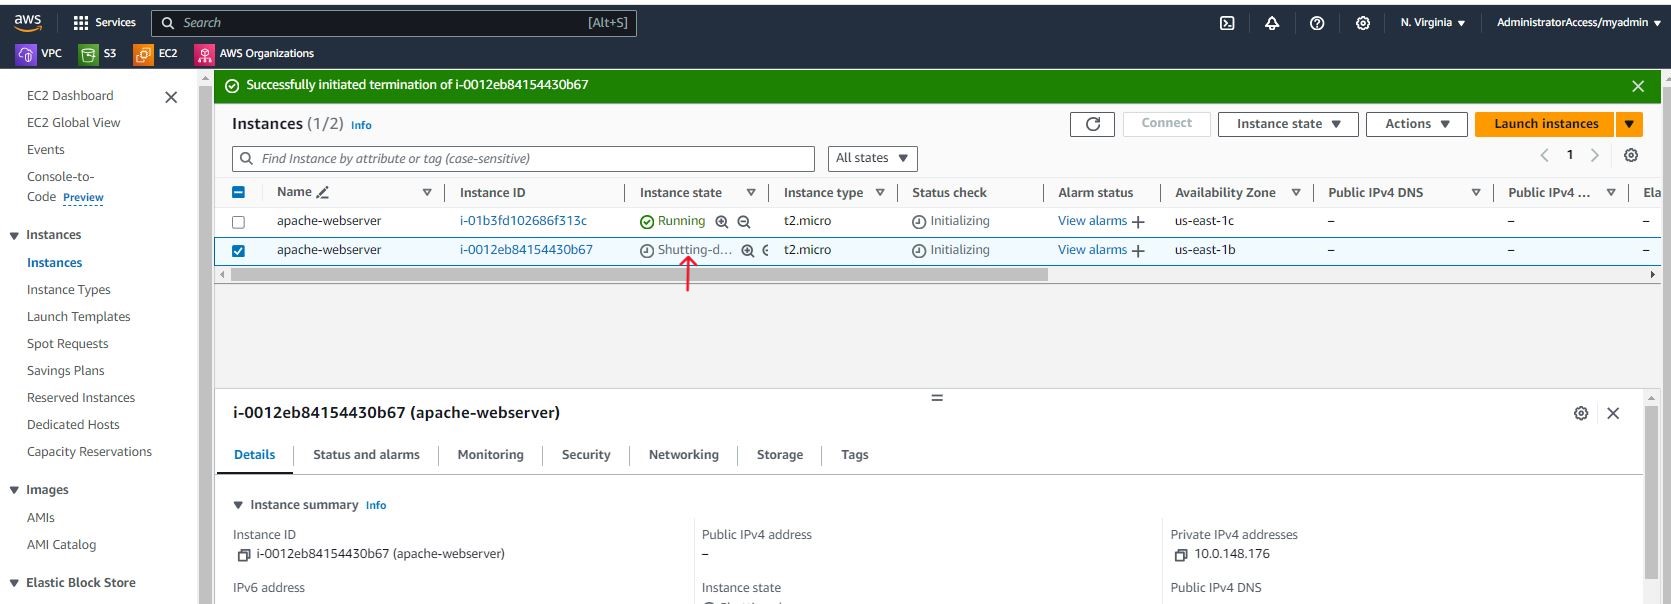 aws Services Search [Alt+S] N. Virginia AdministratorAccess/myadmin
VPC S3 EC2 AWS Organizations
EC2 Dashboard
EC2 Global View
Events
Console-to-
Code Preview
Instances
Instances
Instance Types
Launch Templates
Spot Requests
Savings Plans
Reserved Instances
Dedicated Hosts
Capacity Reservations
Images
AMIs
AMI Catalog
Elastic Block Store
Successfully initiated termination of i-0012eb84154430b67
Instances (1/2) Info Connect Instance state Actions Launch instances
Find Instance by attribute or tag (case-sensitive) All states 1
Name Instance ID Instance state Instance type Status check Alarm status Availability Zone Public IPv4 DNS Public IPv4 ... Ela
apache-webserver i-01b3fd102686f313c Running t2.micro Initializing View alarms + us-east-1c – – –
apache-webserver i-0012eb84154430b67 Shutting-d... t2.micro Initializing View alarms + us-east-1b – – –
i-0012eb84154430b67 (apache-webserver)
Details Status and alarms Monitoring Security Networking Storage Tags
Instance summary Info
Instance ID
i-0012eb84154430b67 (apache-webserver)
IPv6 address
Public IPv4 address
–
Instance state
Private IPv4 addresses
10.0.148.176
Public IPv4 DNS